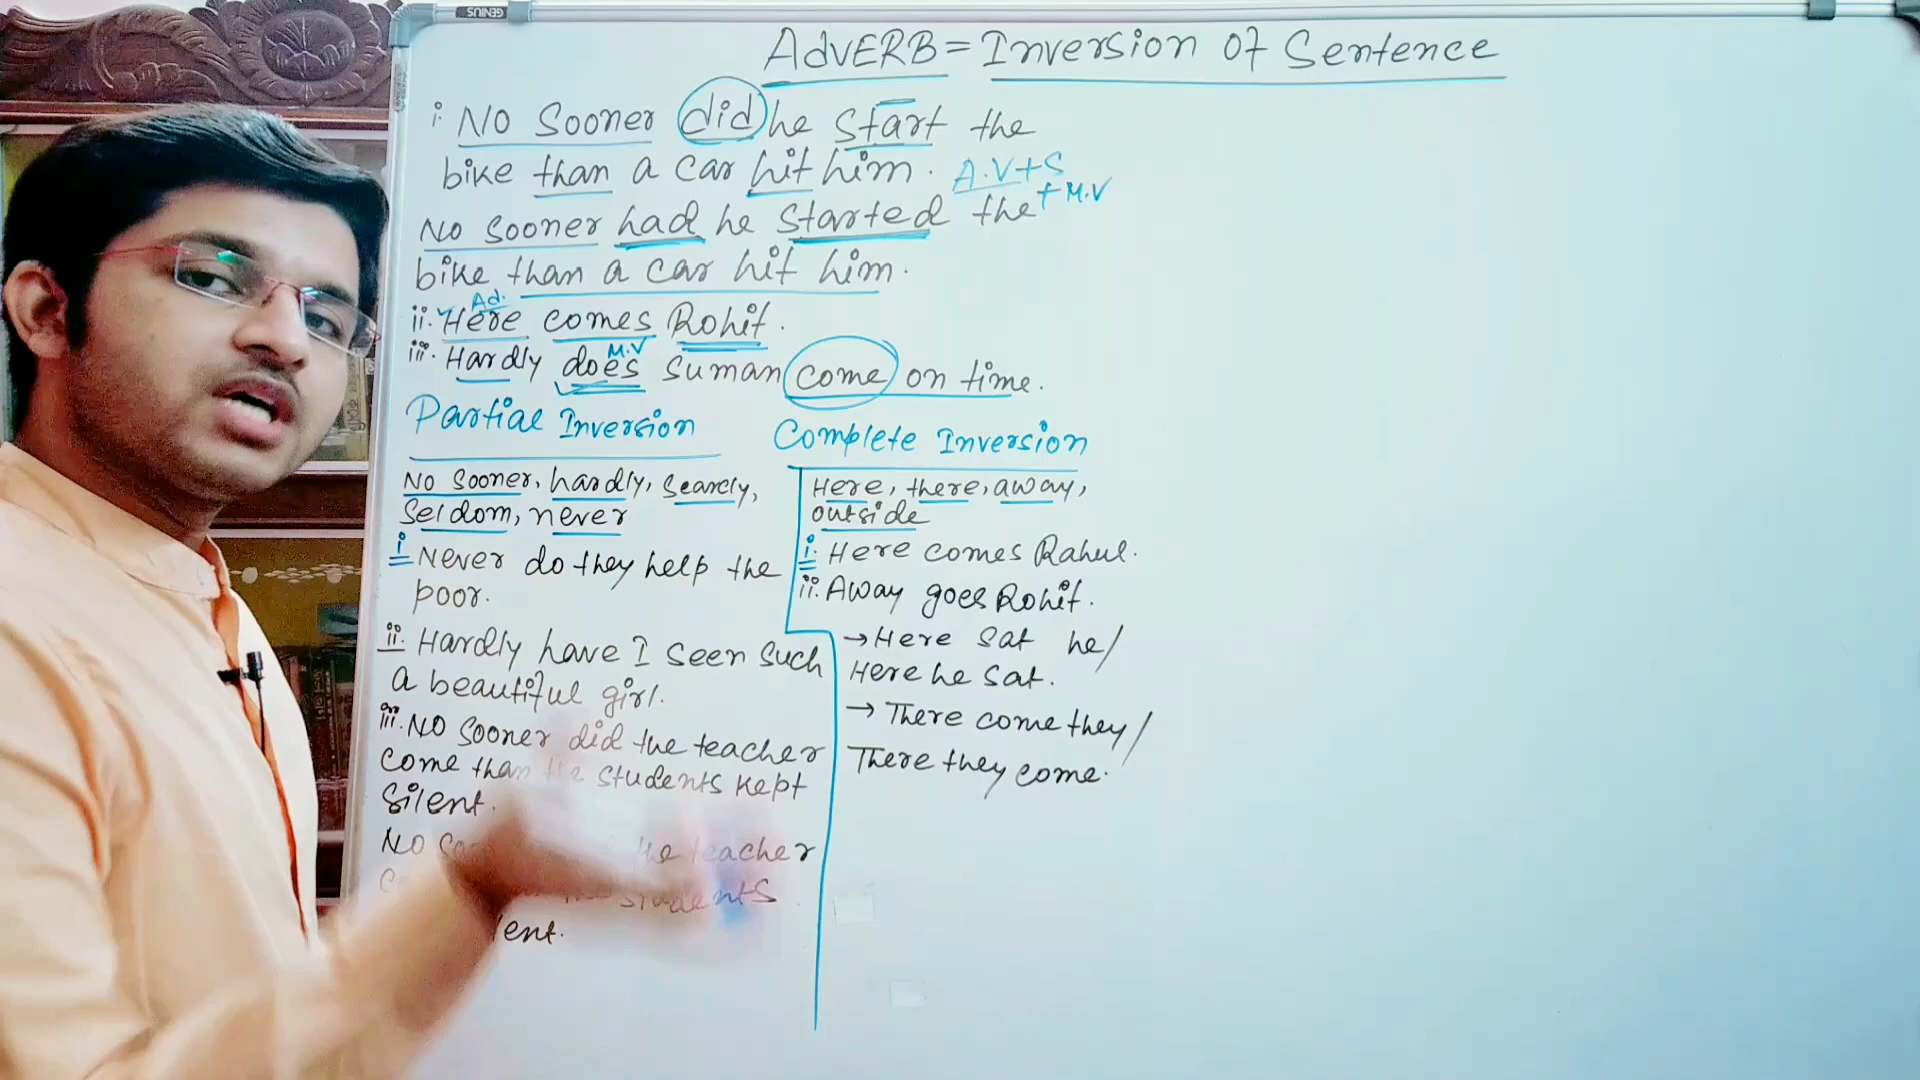 GENIUS
AdVERB = Inversion Of Sentence
i. NO Sooner did he start the
bike than a car hit him. A.V+S
+ M.V
No sooner had he started the
bike than a car hit him.
Ad.
ii. Here comes Rohit.
M.V
iii. Hardly does suman come on time.
Partial Inversion
No Sooner, hardly, Scarcely,
Seldom, never
i Never do they help the
poor.
ii. Hardly have I seen such
a beautiful girl.
iii. NO sooner did the teacher
come than the students kept
silent.
No the teacher
students
Complete Inversion
Here, there, away,
outside
i. Here comes Rahul.
ii. Away goes Rohit.
→ Here sat he/
Here he sat.
→ There come they/
There they come.